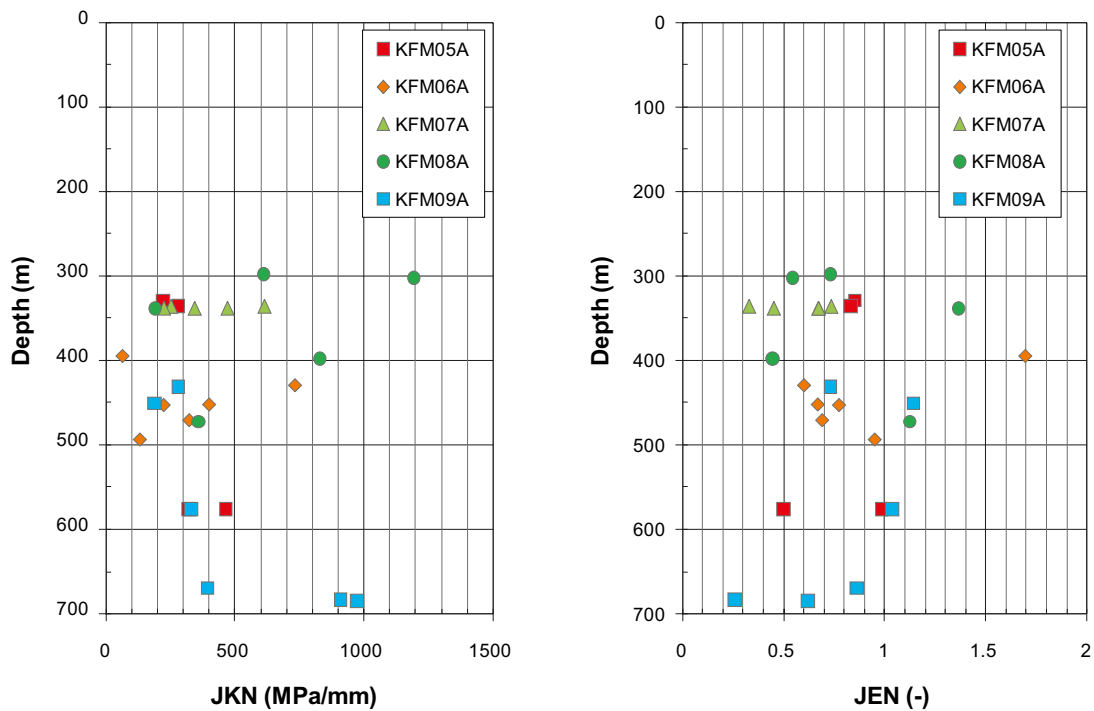 0
100
200
300
400
500
600
700
Depth (m)
0
500
1000
1500
JKN (MPa/mm)
KFM05A
KFM06A
KFM07A
KFM08A
KFM09A
0
100
200
300
400
500
600
700
Depth (m)
0
0.5
1
1.5
2
JEN (-)
KFM05A
KFM06A
KFM07A
KFM08A
KFM09A